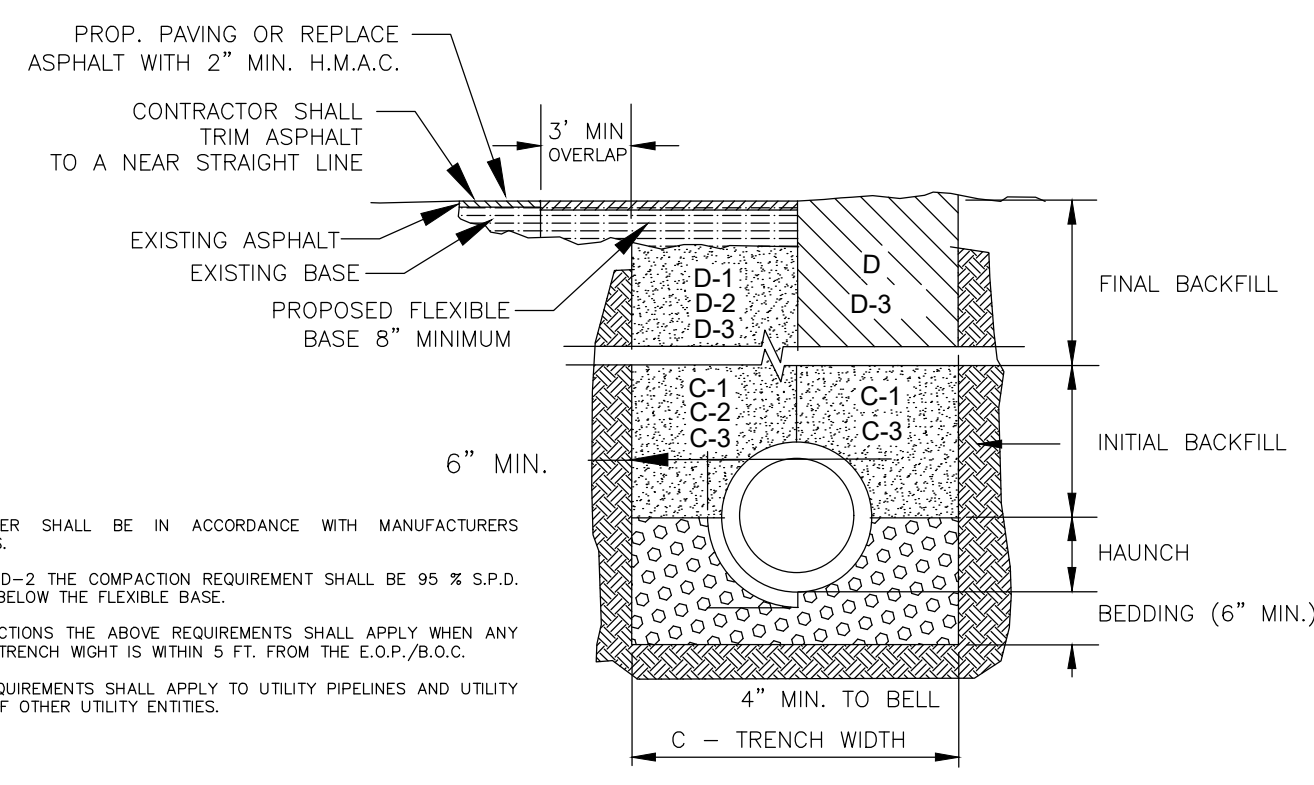 PROP. PAVING OR REPLACE
ASPHALT WITH 2” MIN. H.M.A.C.
CONTRACTOR SHALL
TRIM ASPHALT
TO A NEAR STRAIGHT LINE
3’ MIN
OVERLAP
EXISTING ASPHALT
EXISTING BASE
PROPOSED FLEXIBLE
BASE 8” MINIMUM
D-1
D-2
D-3
D
D-3
FINAL BACKFILL
C-1
C-2
C-3
C-1
C-3
INITIAL BACKFILL
6” MIN.
HAUNCH
BEDDING (6” MIN.)
4” MIN. TO BELL
C – TRENCH WIDTH
SHALL BE IN ACCORDANCE WITH MANUFACTURERS
D–2 THE COMPACTION REQUIREMENT SHALL BE 95 % S.P.D.
BELOW THE FLEXIBLE BASE.
THE ABOVE REQUIREMENTS SHALL APPLY WHEN ANY
TRENCH WIGHT IS WITHIN 5 FT. FROM THE E.O.P./B.O.C.
SHALL APPLY TO UTILITY PIPELINES AND UTILITY
OTHER UTILITY ENTITIES.